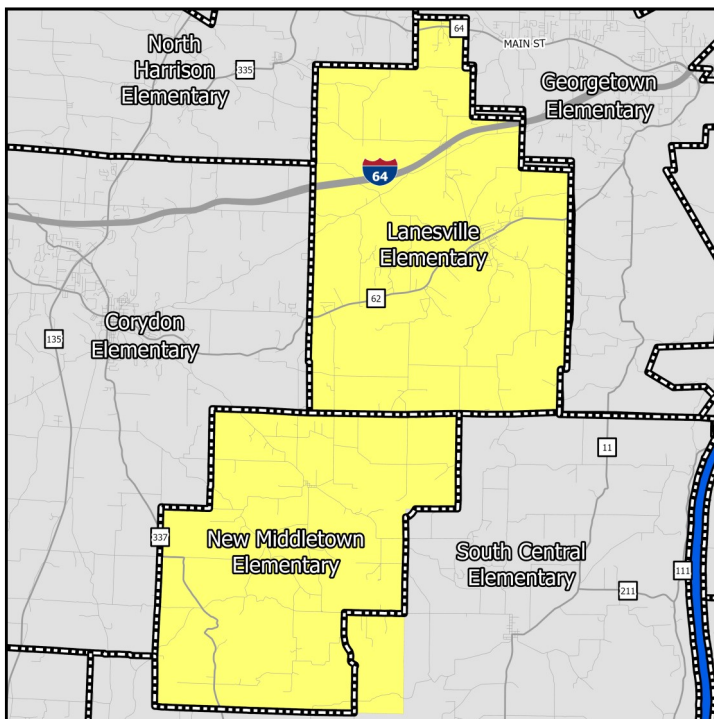 64
MAIN ST
North
Harrison
Elementary
335
Georgetown
Elementary
64
Lanesville
Elementary
62
Corydon
Elementary
135
11
337
New Middletown
Elementary
South Central
Elementary
111
211